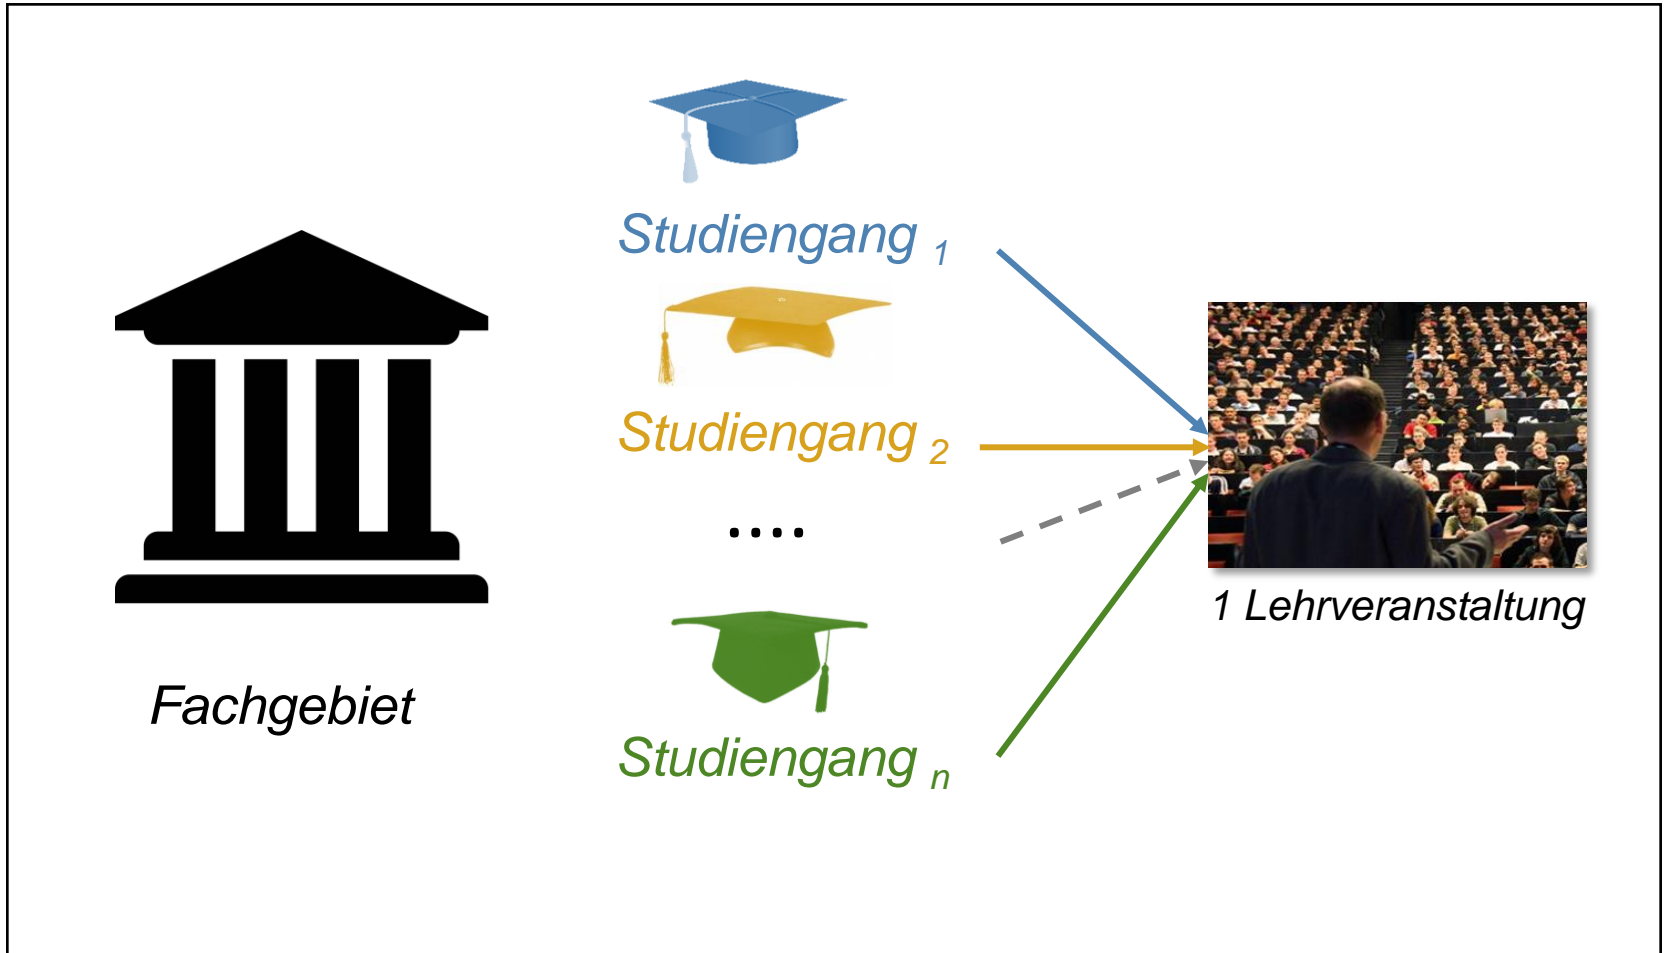 Studiengang 1
Studiengang 2
....
Studiengang n
Fachgebiet
1 Lehrveranstaltung